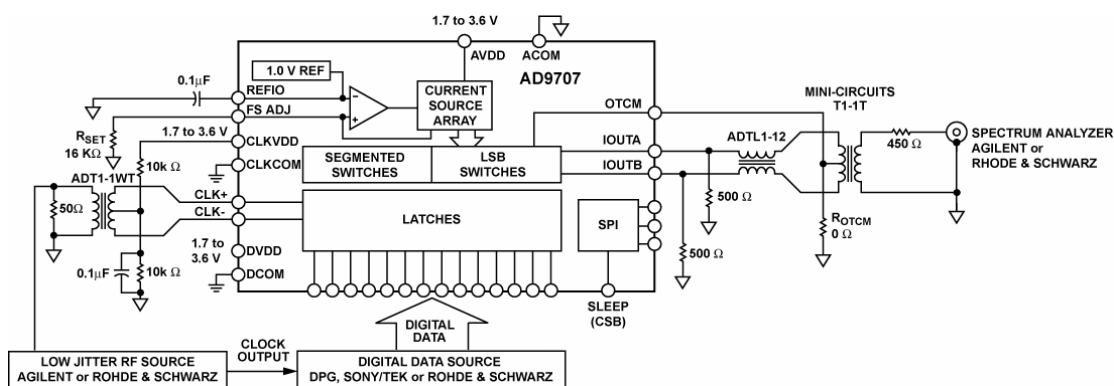 1.7 to 3.6 V
AVDD
ACOM
AD9707
1.0 V REF
0.1µF
REFIO
FS ADJ
CURRENT
SOURCE
ARRAY
OTCM
MINI-CIRCUITS
T1-1T
RSET
16 KΩ
1.7 to 3.6 V
CLKVDD
10k Ω
CLKCOM
SEGMENTED
SWITCHES
LSB
SWITCHES
IOUTA
IOUTB
ADTL1-12
450 Ω
SPECTRUM ANALYZER
AGILENT or
RHODE & SCHWARZ
ADT1-1WT
50Ω
CLK+
CLK-
LATCHES
SPI
500 Ω
500 Ω
ROTCM
0 Ω
1.7 to
3.6 V
DVDD
DCOM
0.1µF
10k Ω
SLEEP
(CSB)
DIGITAL
DATA
LOW JITTER RF SOURCE
AGILENT or ROHDE & SCHWARZ
CLOCK
OUTPUT
DIGITAL DATA SOURCE
DPG, SONY/TEK or ROHDE & SCHWARZ